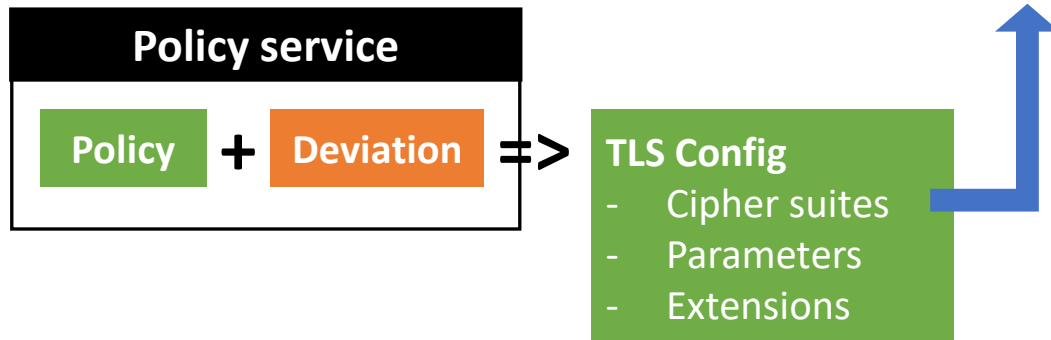 Policy service
Policy + Deviation =>
TLS Config
- Cipher suites
- Parameters
- Extensions